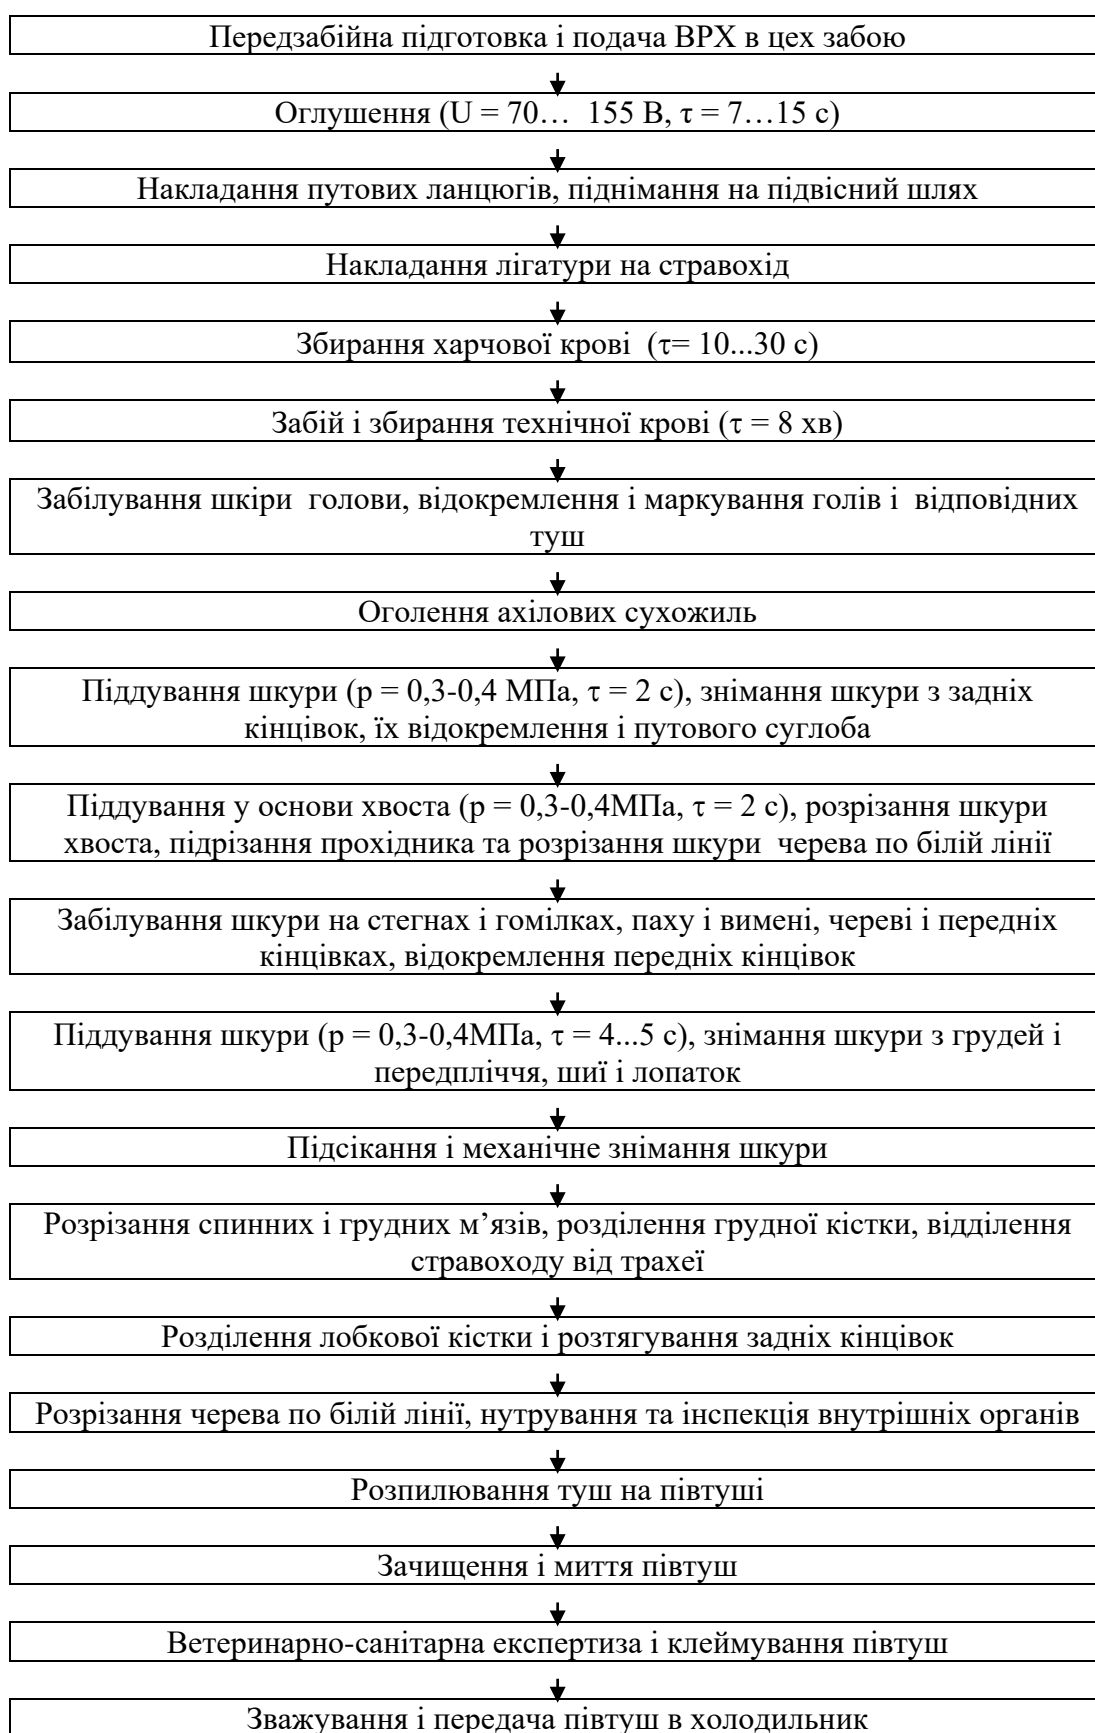 Передзабійна підготовка і подача ВРХ в цех забою
Оглушення (U = 70… 155 В, τ = 7…15 с)
Накладання путових ланцюгів, піднімання на підвісний шлях
Накладання лігатури на стравохід
Збирання харчової крові (τ= 10...30 с)
Забій і збирання технічної крові (τ = 8 хв)
Забілування шкіри голови, відокремлення і маркування голів і відповідних
туш
Оголення ахілових сухожиль
Піддування шкури (р = 0,3-0,4 МПа, τ = 2 с), знімання шкури з задніх
кінцівок, їх відокремлення і путового суглоба
Піддування у основи хвоста (р = 0,3-0,4МПа, τ = 2 с), розрізання шкури
хвоста, підрізання прохідника та розрізання шкури черева по білій лінії
Забілування шкури на стегнах і гомілках, паху і вимені, череві і передніх
кінцівках, відокремлення передніх кінцівок
Піддування шкури (р = 0,3-0,4МПа, τ = 4...5 с), знімання шкури з грудей і
передпліччя, шиї і лопаток
Підсікання і механічне знімання шкури
Розрізання спинних і грудних м’язів, розділення грудної кістки, відділення
стравоходу від трахеї
Розділення лобкової кістки і розтягування задніх кінцівок
Розрізання черева по білій лінії, нутрування та інспекція внутрішніх органів
Розпилювання туш на півтуші
Зачищення і миття півтуш
Ветеринарно-санітарна експертиза і клеймування півтуш
Зважування і передача півтуш в холодильник